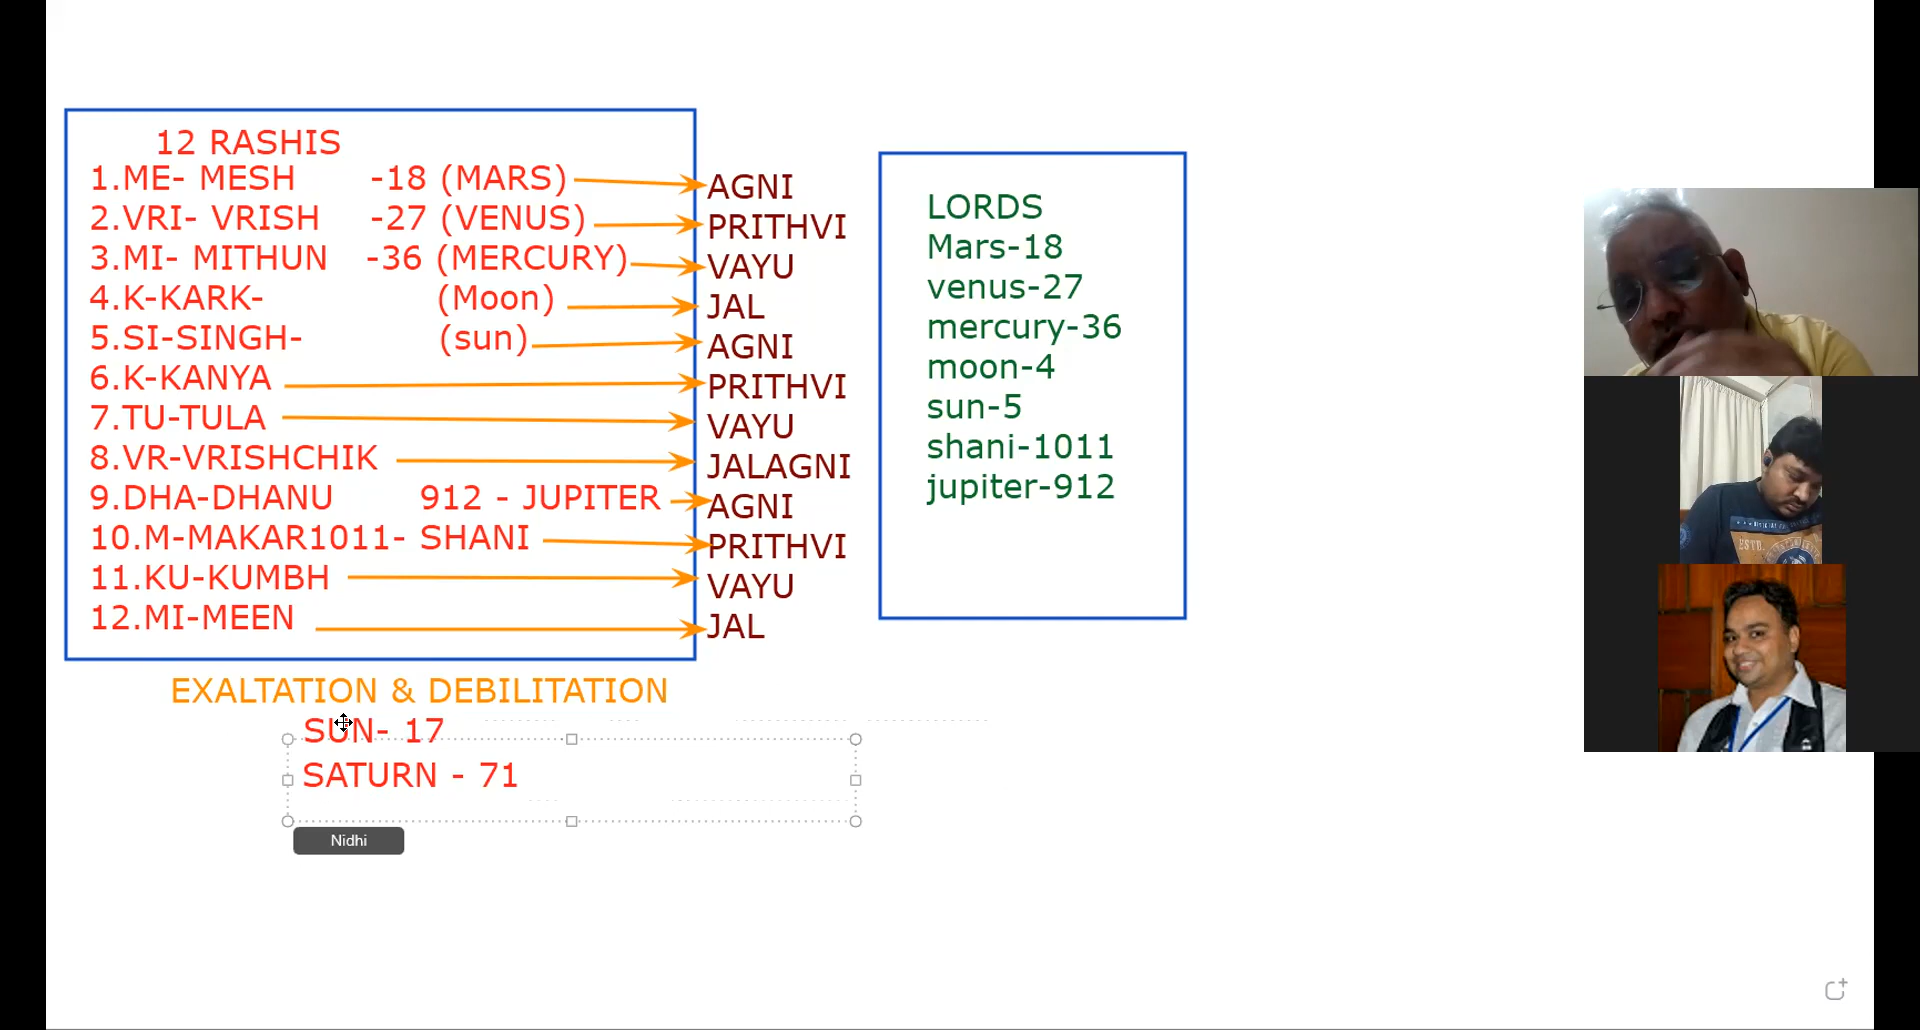 12 RASHIS
1.ME- MESH -18 (MARS) AGNI
2.VRI- VRISH -27 (VENUS) PRITHVI
3.MI- MITHUN -36 (MERCURY) VAYU
4.K-KARK- (Moon) JAL
5.SI-SINGH- (sun) AGNI
6.K-KANYA PRITHVI
7.TU-TULA VAYU
8.VR-VRISHCHIK JALAGNI
9.DHA-DHANU 912 - JUPITER AGNI
10.M-MAKAR1011- SHANI PRITHVI
11.KU-KUMBH VAYU
12.MI-MEEN JAL
LORDS
Mars-18
venus-27
mercury-36
moon-4
sun-5
shani-1011
jupiter-912
EXALTATION & DEBILITATION
SUN- 17
SATURN - 71
Nidhi
ESTD.